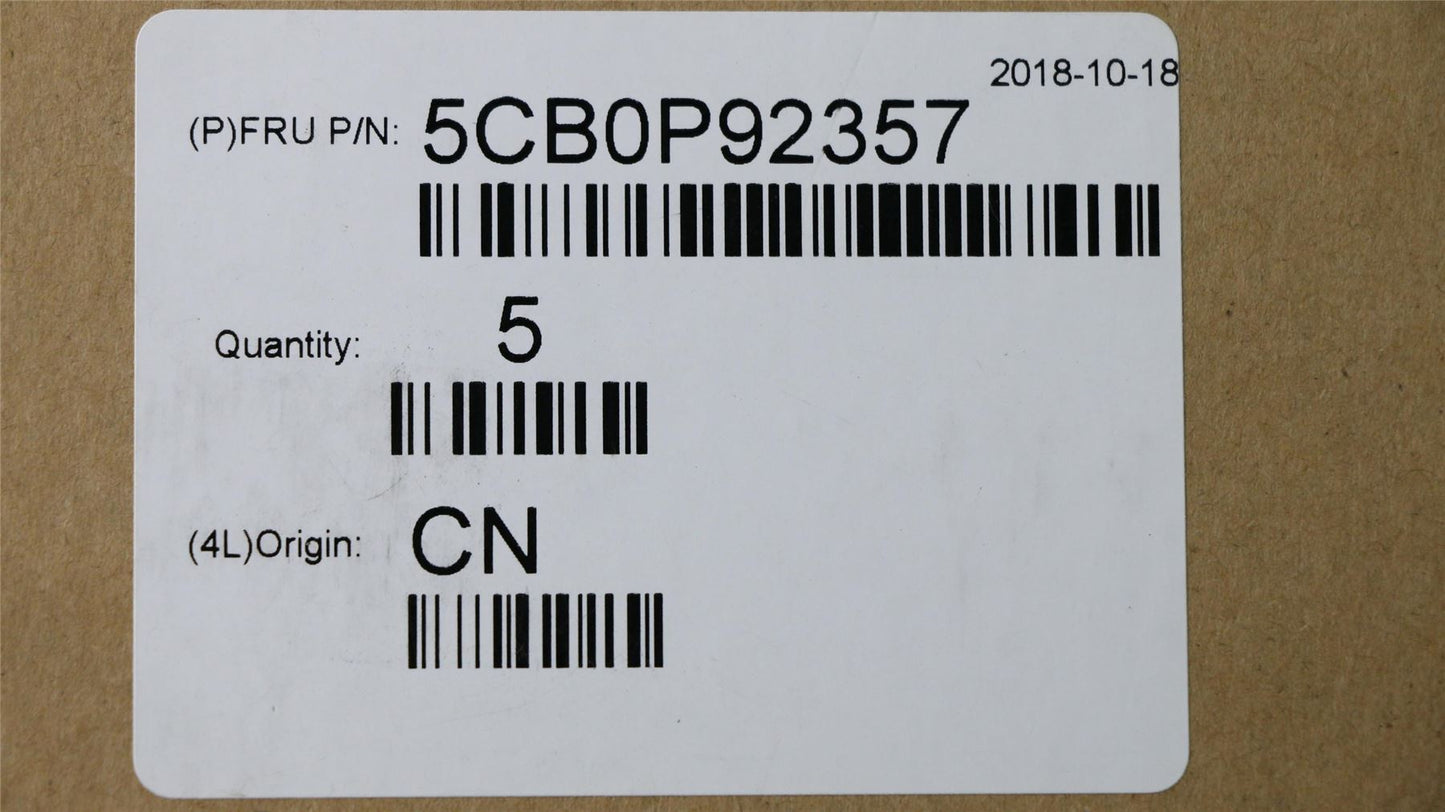 2018-10-18
(P)FRU P/N: 5CB0P92357
Quantity: 5
(4L)Origin: CN